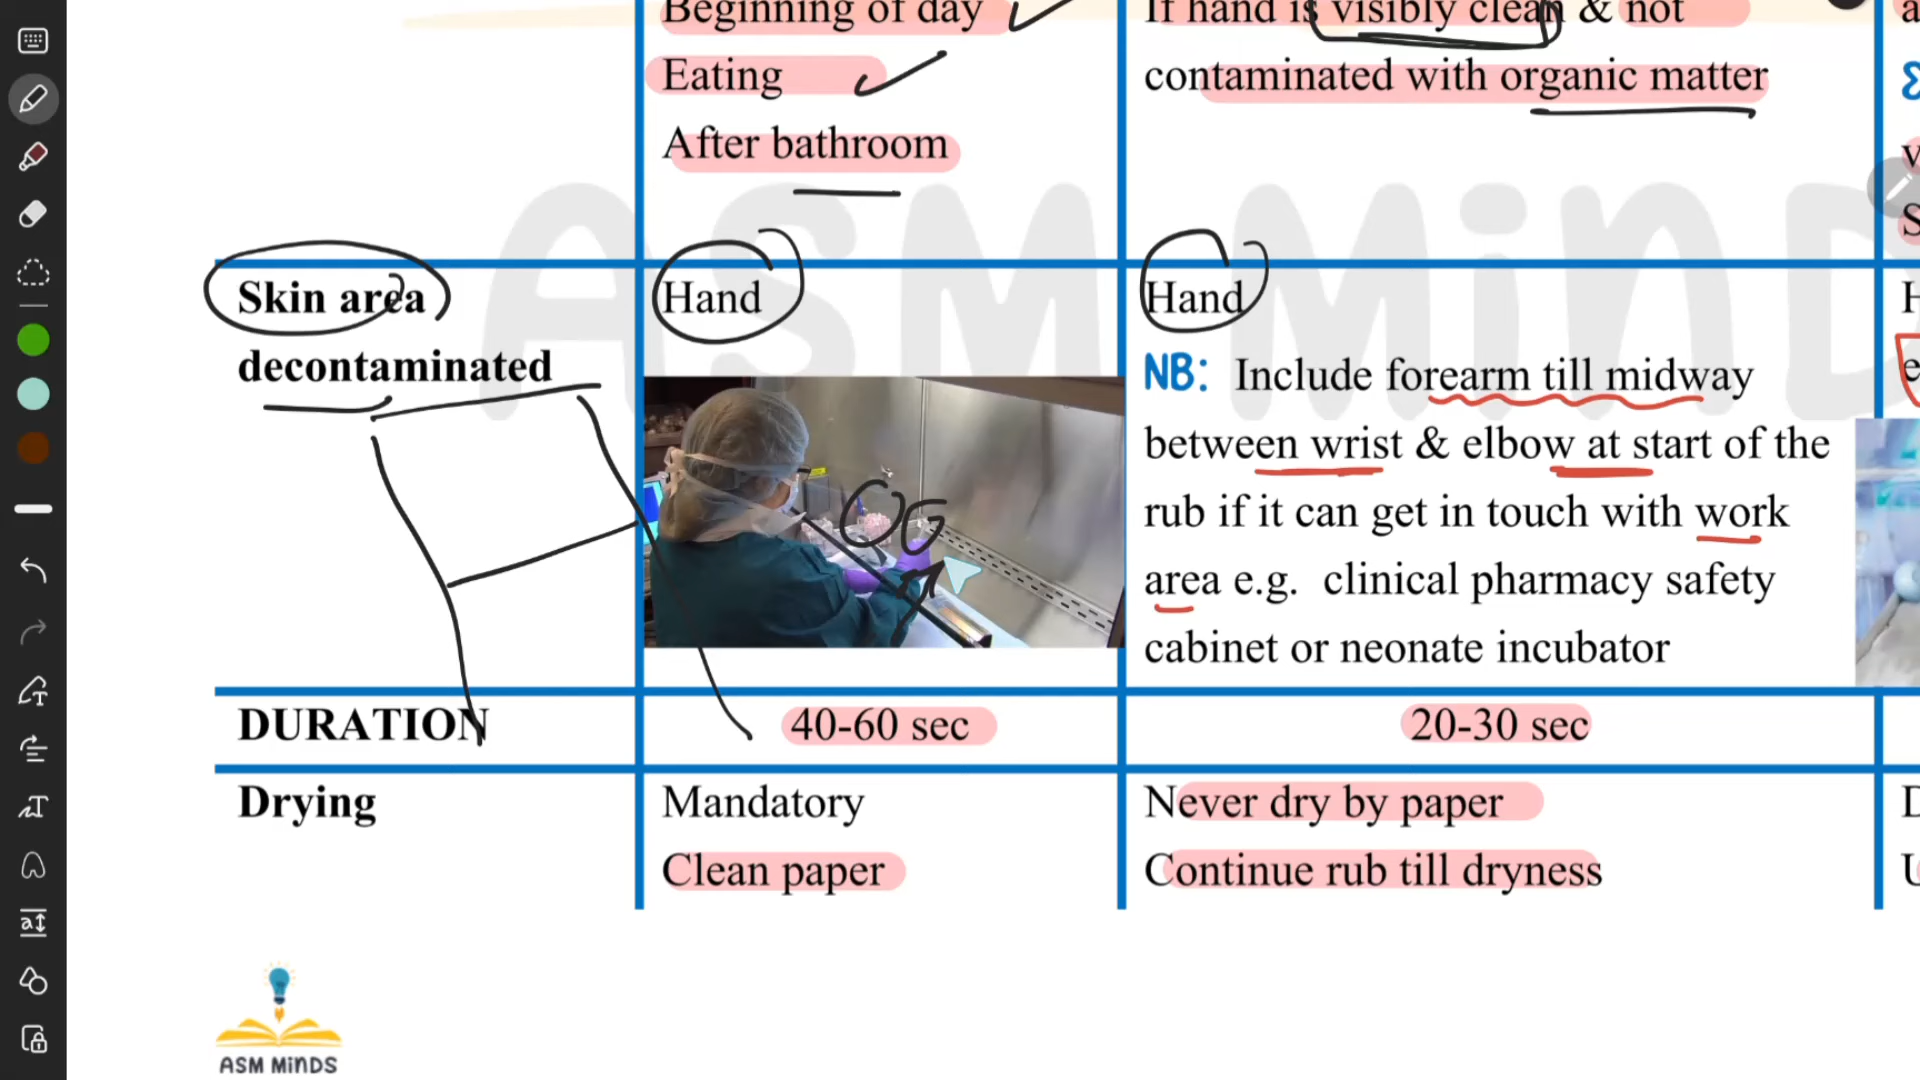 Beginning of day
Eating
After bathroom
If hand is visibly clean & not
contaminated with organic matter
Skin area
decontaminated
Hand
Hand
NB: Include forearm till midway
between wrist & elbow at start of the
rub if it can get in touch with work
area e.g. clinical pharmacy safety
cabinet or neonate incubator
DURATION
40-60 sec
20-30 sec
Drying
Mandatory
Clean paper
Never dry by paper
Continue rub till dryness
ASM MiNDS